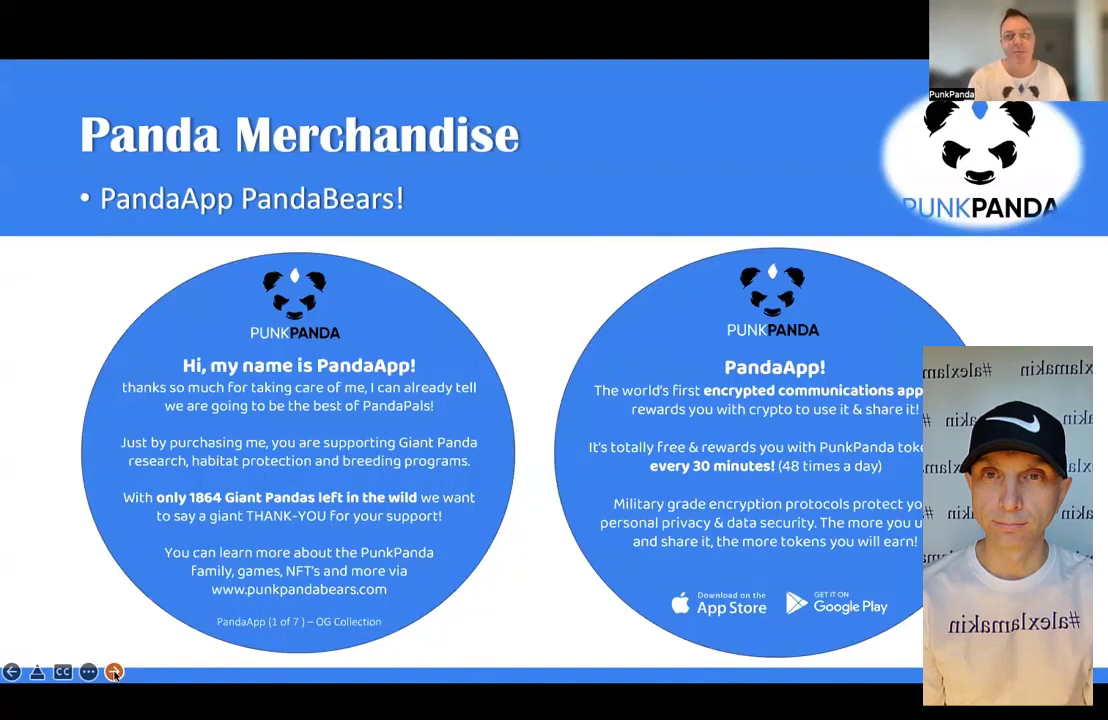 PunkPanda
Panda Merchandise
• PandaApp PandaBears!
PUNKPANDA
PUNKPANDA
Hi, my name is PandaApp!
thanks so much for taking care of me, I can already tell
we are going to be the best of PandaPals!
Just by purchasing me, you are supporting Giant Panda
research, habitat protection and breeding programs.
With only 1864 Giant Pandas left in the wild we want
to say a giant THANK-YOU for your support!
You can learn more about the PunkPanda
family, games, NFT's and more via
www.punkpandabears.com
PandaApp (1 of 7 ) – OG Collection
PUNKPANDA
PandaApp!
The world's first encrypted communications app
rewards you with crypto to use it & share it!
It's totally free & rewards you with PunkPanda toke
every 30 minutes! (48 times a day)
Military grade encryption protocols protect yo
personal privacy & data security. The more you u
and share it, the more tokens you will earn!
Download on the
App Store
GET IT ON
Google Play
CC
#alexlamakin
#alexlamakin